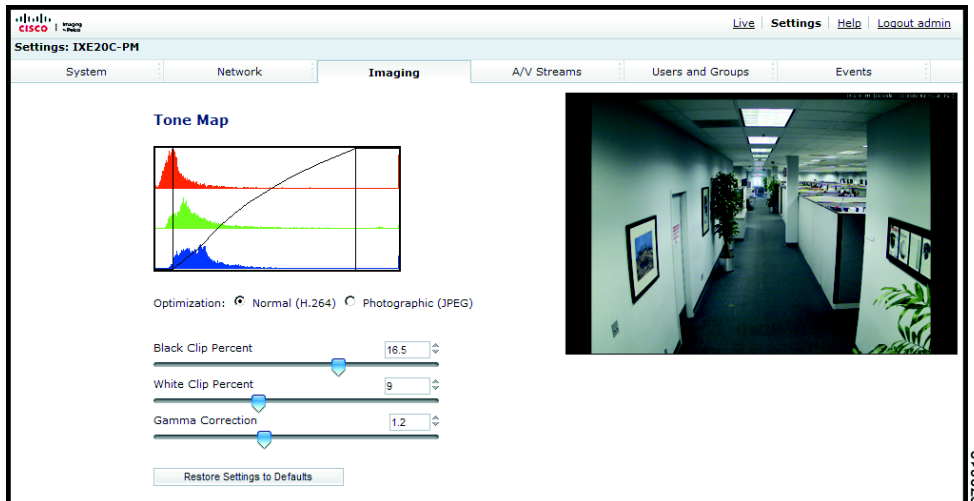 CISCO Imaging by Pelco
Live Settings Help Logout admin
Settings: IXE20C-PM
System Network Imaging A/V Streams Users and Groups Events
Tone Map
Optimization: Normal (H.264) Photographic (JPEG)
Black Clip Percent 16.5
White Clip Percent 9
Gamma Correction 1.2
Restore Settings to Defaults